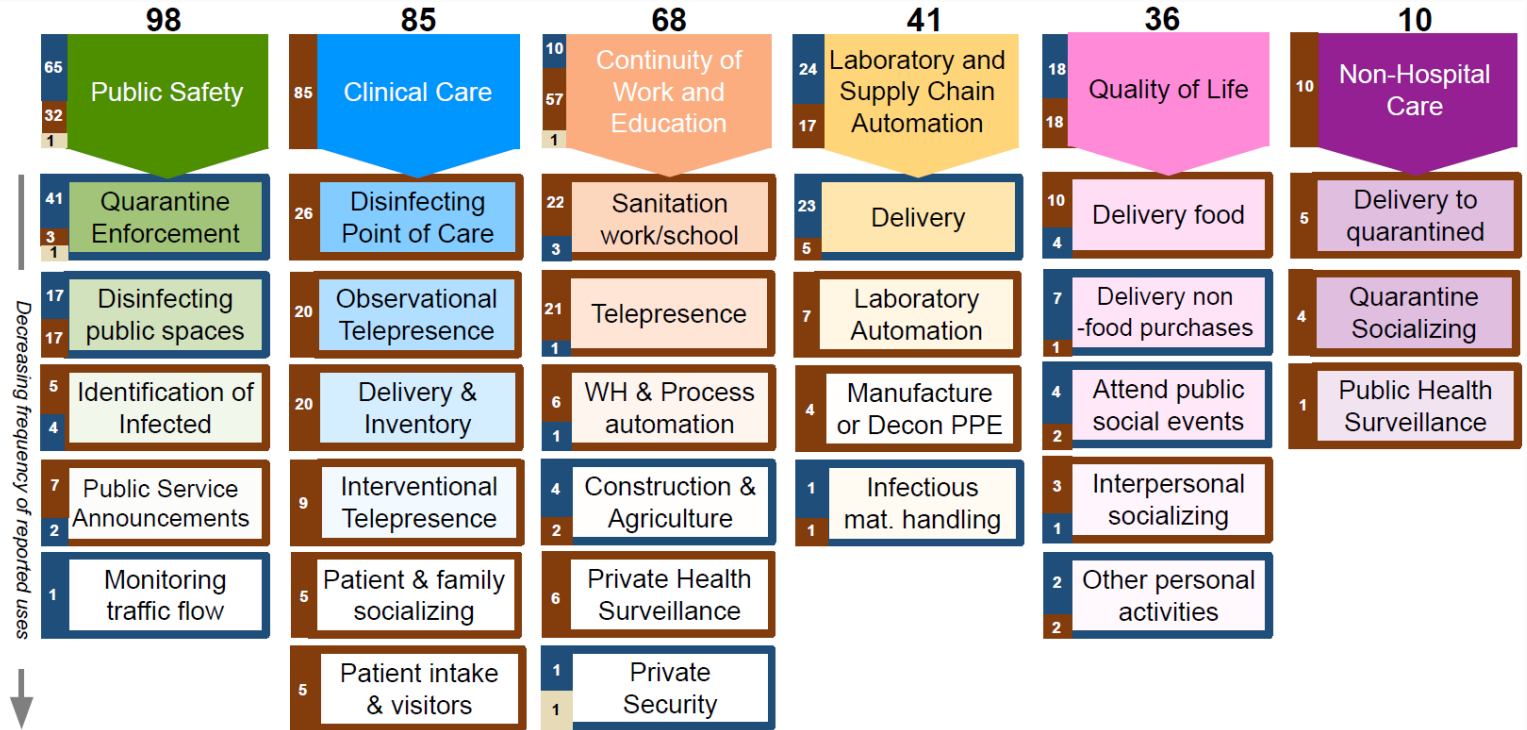 98
65
32
1
Public Safety
41
3
1
Quarantine
Enforcement
17
17
Disinfecting
public spaces
5
4
Identification of
Infected
7
2
Public Service
Announcements
1
Monitoring
traffic flow
85
85
Clinical Care
26
Disinfecting
Point of Care
20
Observational
Telepresence
20
Delivery &
Inventory
9
Interventional
Telepresence
5
Patient & family
socializing
5
Patient intake
& visitors
68
10
57
1
Continuity of
Work and
Education
22
3
Sanitation
work/school
21
1
Telepresence
6
1
WH & Process
automation
4
2
Construction &
Agriculture
6
Private Health
Surveillance
1
1
Private
Security
41
24
17
Laboratory and
Supply Chain
Automation
23
5
Delivery
7
Laboratory
Automation
4
Manufacture
or Decon PPE
1
1
Infectious
mat. handling
36
18
18
Quality of Life
10
4
Delivery food
7
1
Delivery non
-food purchases
4
2
Attend public
social events
3
1
Interpersonal
socializing
2
2
Other personal
activities
10
10
Non-Hospital
Care
5
Delivery to
quarantined
4
Quarantine
Socializing
1
Public Health
Surveillance
Decreasing frequency of reported uses